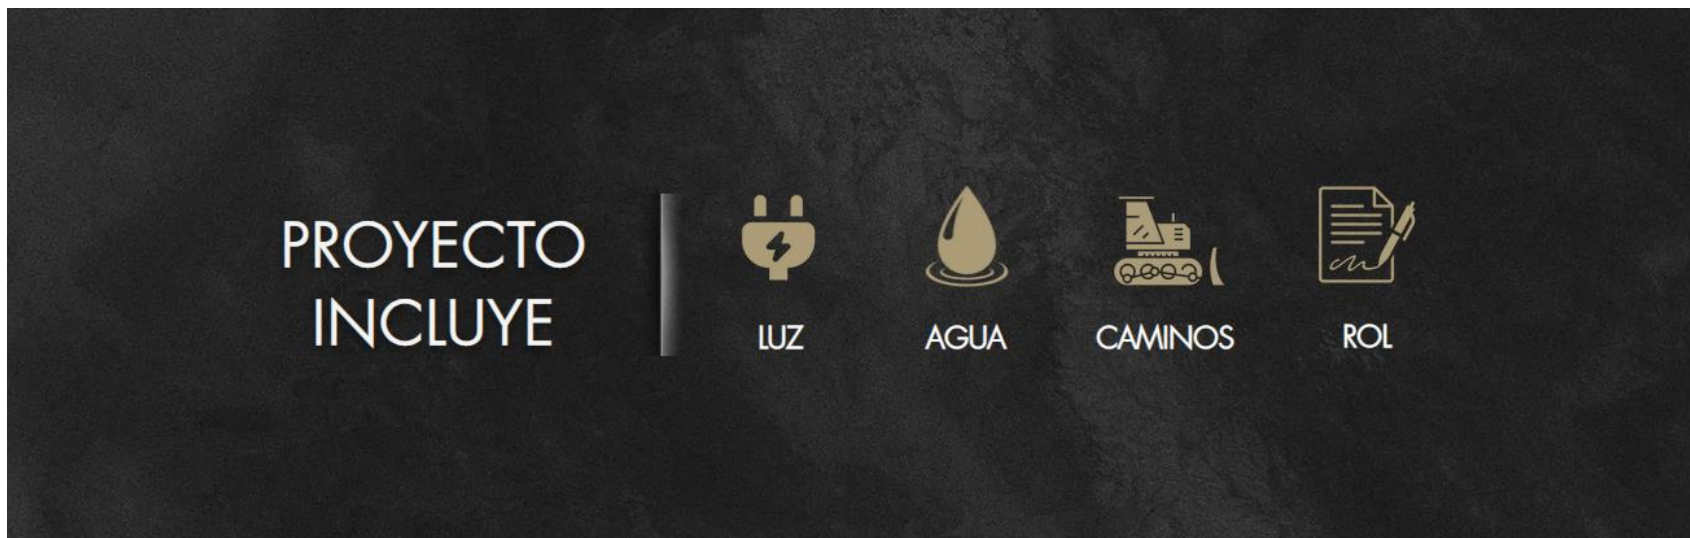 PROYECTO
INCLUYE
LUZ
AGUA
CAMINOS
ROL